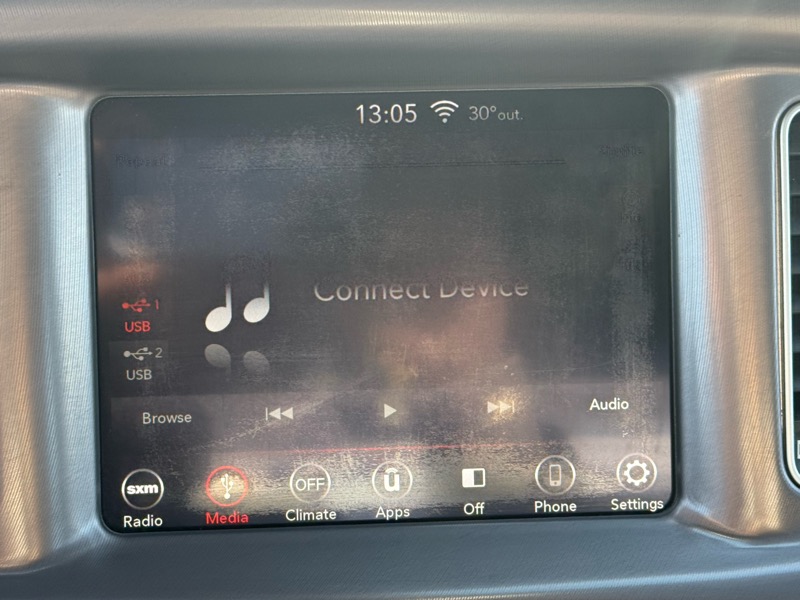 13:05 30° out.
Connect Device
1
USB
2
USB
Browse Audio
sxm OFF û
Radio Media Climate Apps Off Phone Settings